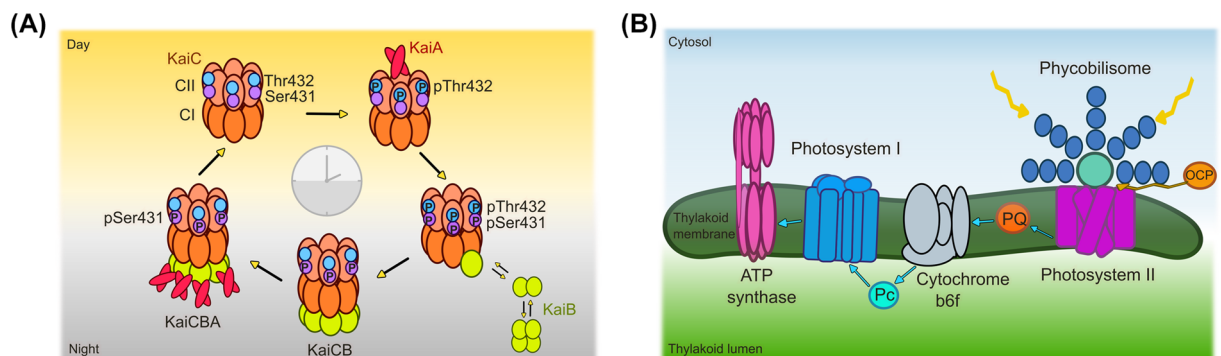 (A)
Day
KaiC
CII
CI
Thr432
Ser431
KaiA
P
P
P
pThr432
pThr432
pSer431
P
P
P
P
P
P
pSer431
P
P
P
P
P
P
KaiB
KaiCBA
KaiCB
Night
(B)
Cytosol
Phycobilisome
Photosystem I
OCP
Thylakoid
membrane
PQ
ATP
synthase
Pc
Cytochrome
b6f
Photosystem II
Thylakoid lumen